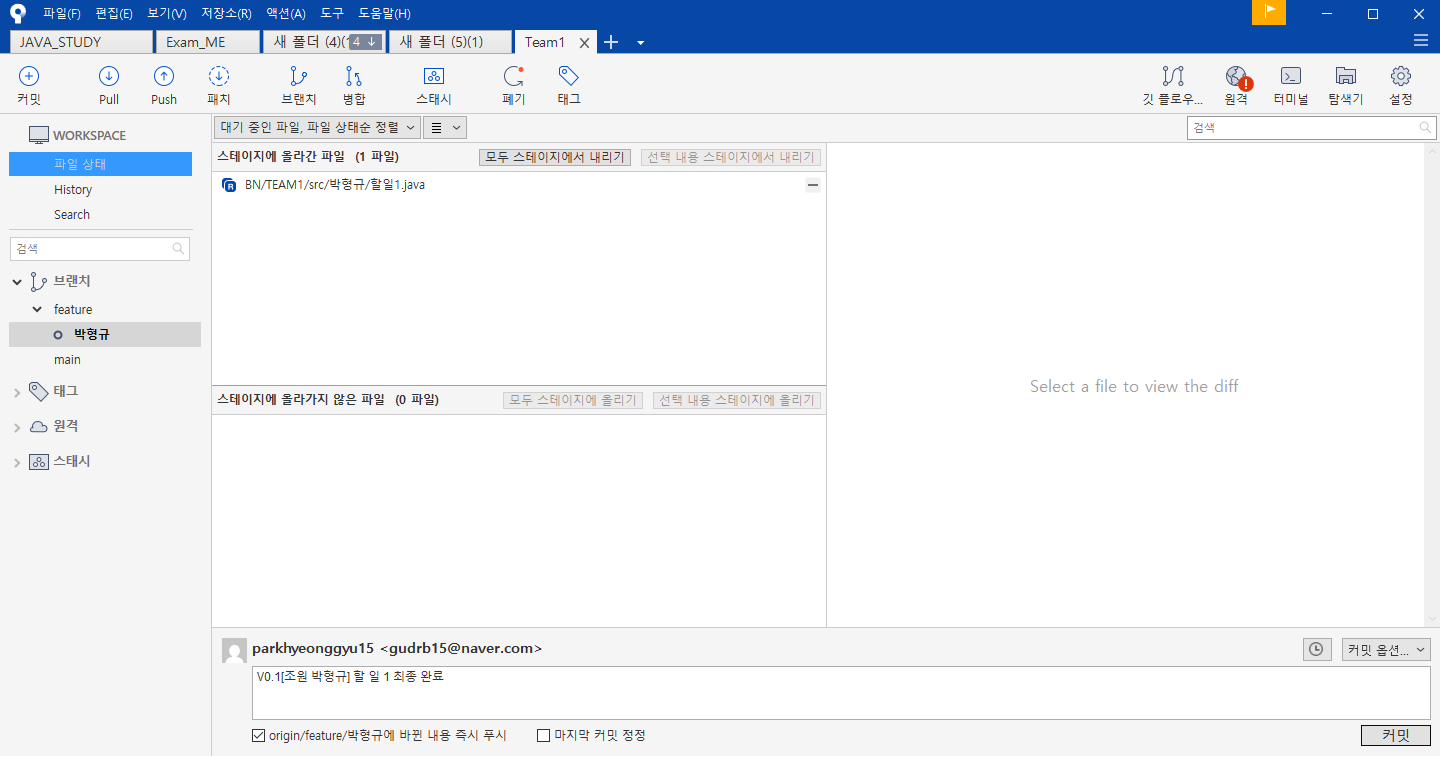 파일(F) 편집(E) 보기(V) 저장소(R) 액션(A) 도구 도움말(H)
JAVA_STUDY Exam_ME 새 폴더 (4)(1 4 ↓ 새 폴더 (5)(1) Team1
커밋 Pull Push 패치 브랜치 병합 스태시 폐기 태그 깃 플로우... 원격 터미널 탐색기 설정
WORKSPACE
파일 상태
History
Search
검색
브랜치
feature
박형규
main
태그
원격
스태시
대기 중인 파일, 파일 상태순 정렬
검색
스테이지에 올라간 파일 (1 파일) 모두 스테이지에서 내리기 선택 내용 스테이지에서 내리기
R BN/TEAM1/src/박형규/할일1.java
스테이지에 올라가지 않은 파일 (0 파일) 모두 스테이지에 올리기 선택 내용 스테이지에 올리기
Select a file to view the diff
parkhyeonggyu15 <gudrb15@naver.com> 커밋 옵션...
V0.1[조원 박형규] 할 일 1 최종 완료
origin/feature/박형규에 바뀐 내용 즉시 푸시 마지막 커밋 정정 커밋